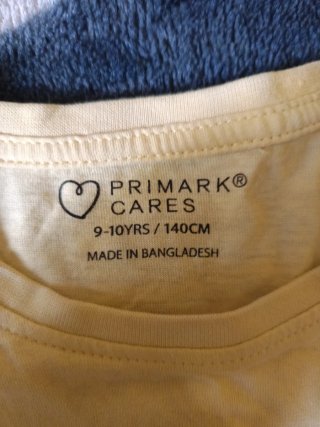 PRIMARK®
CARES
9-10YRS / 140CM
MADE IN BANGLADESH